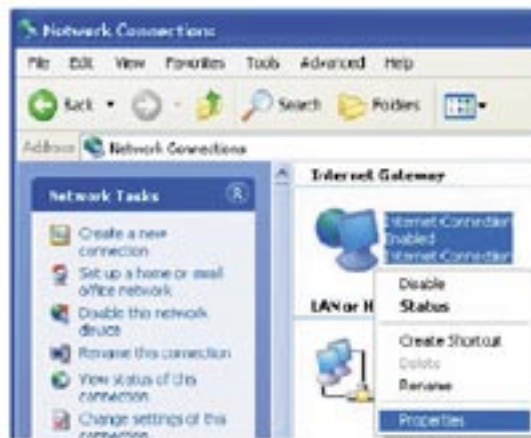 Network Connections
File Edit View Favorites Tools Advanced Help
Back Search Folders
Address Network Connections
Network Tasks
Create a new
connection
Set up a home or small
office network
Disable this network
device
Rename this connection
View status of this
connection
Change settings of this
connection
Internet Gateway
Internet Connection
Enabled
Internet Connection
LAN or H
Disable
Status
Create Shortcut
Delete
Rename
Properties